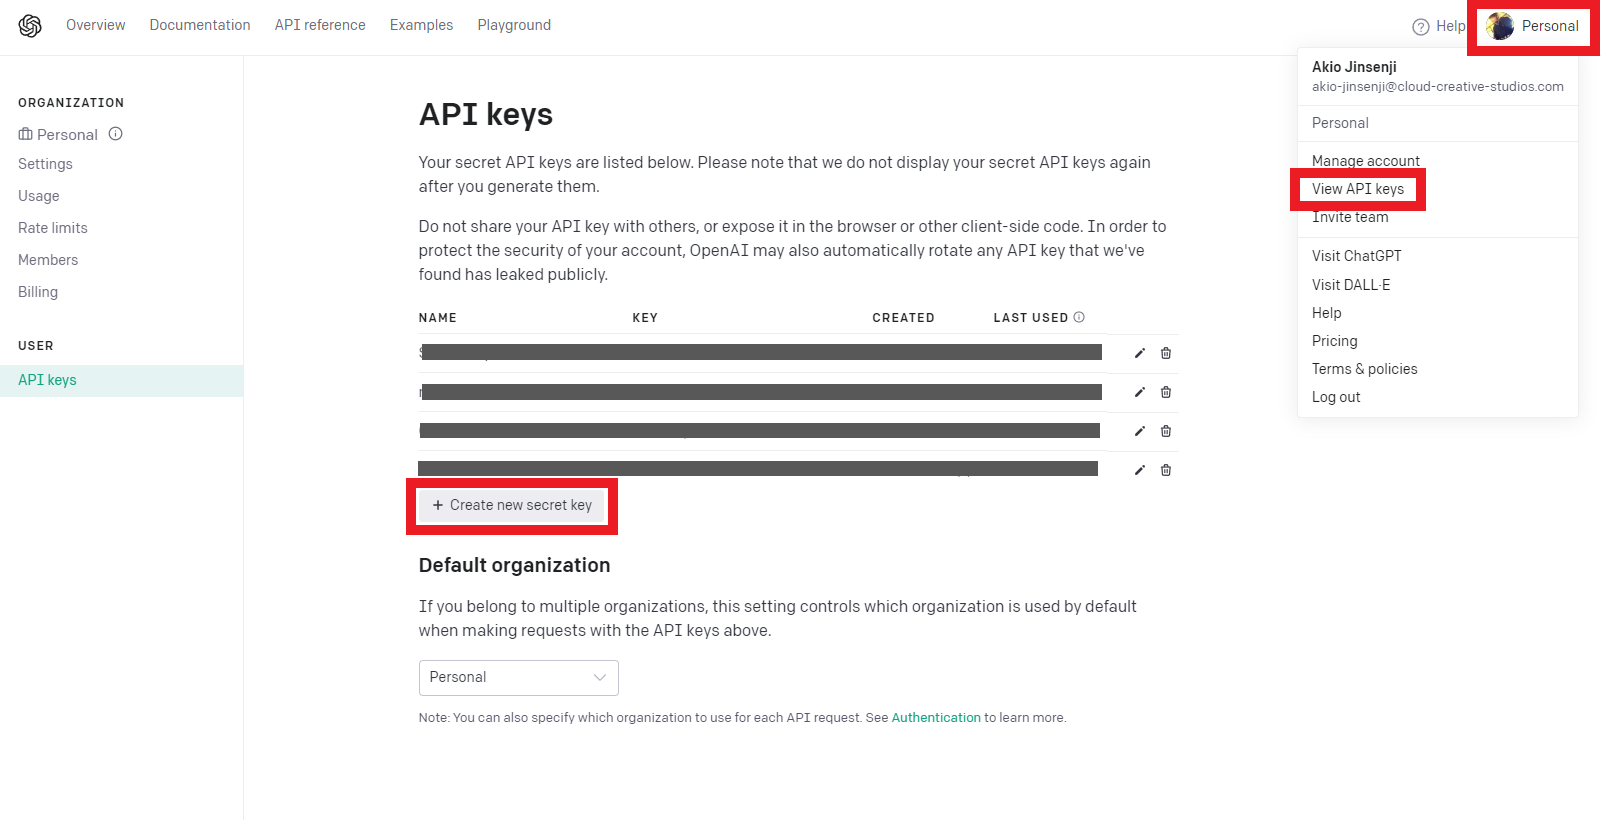 Overview Documentation API reference Examples Playground
Help Personal
Akio Jinsenji
akio-jinsenji@cloud-creative-studios.com
Personal
Manage account
View API keys
Invite team
Visit ChatGPT
Visit DALL·E
Help
Pricing
Terms & policies
Log out
ORGANIZATION
Personal
Settings
Usage
Rate limits
Members
Billing
USER
API keys
API keys
Your secret API keys are listed below. Please note that we do not display your secret API keys again
after you generate them.
Do not share your API key with others, or expose it in the browser or other client-side code. In order to
protect the security of your account, OpenAI may also automatically rotate any API key that we've
found has leaked publicly.
NAME KEY CREATED LAST USED
+ Create new secret key
Default organization
If you belong to multiple organizations, this setting controls which organization is used by default
when making requests with the API keys above.
Personal
Note: You can also specify which organization to use for each API request. See Authentication to learn more.